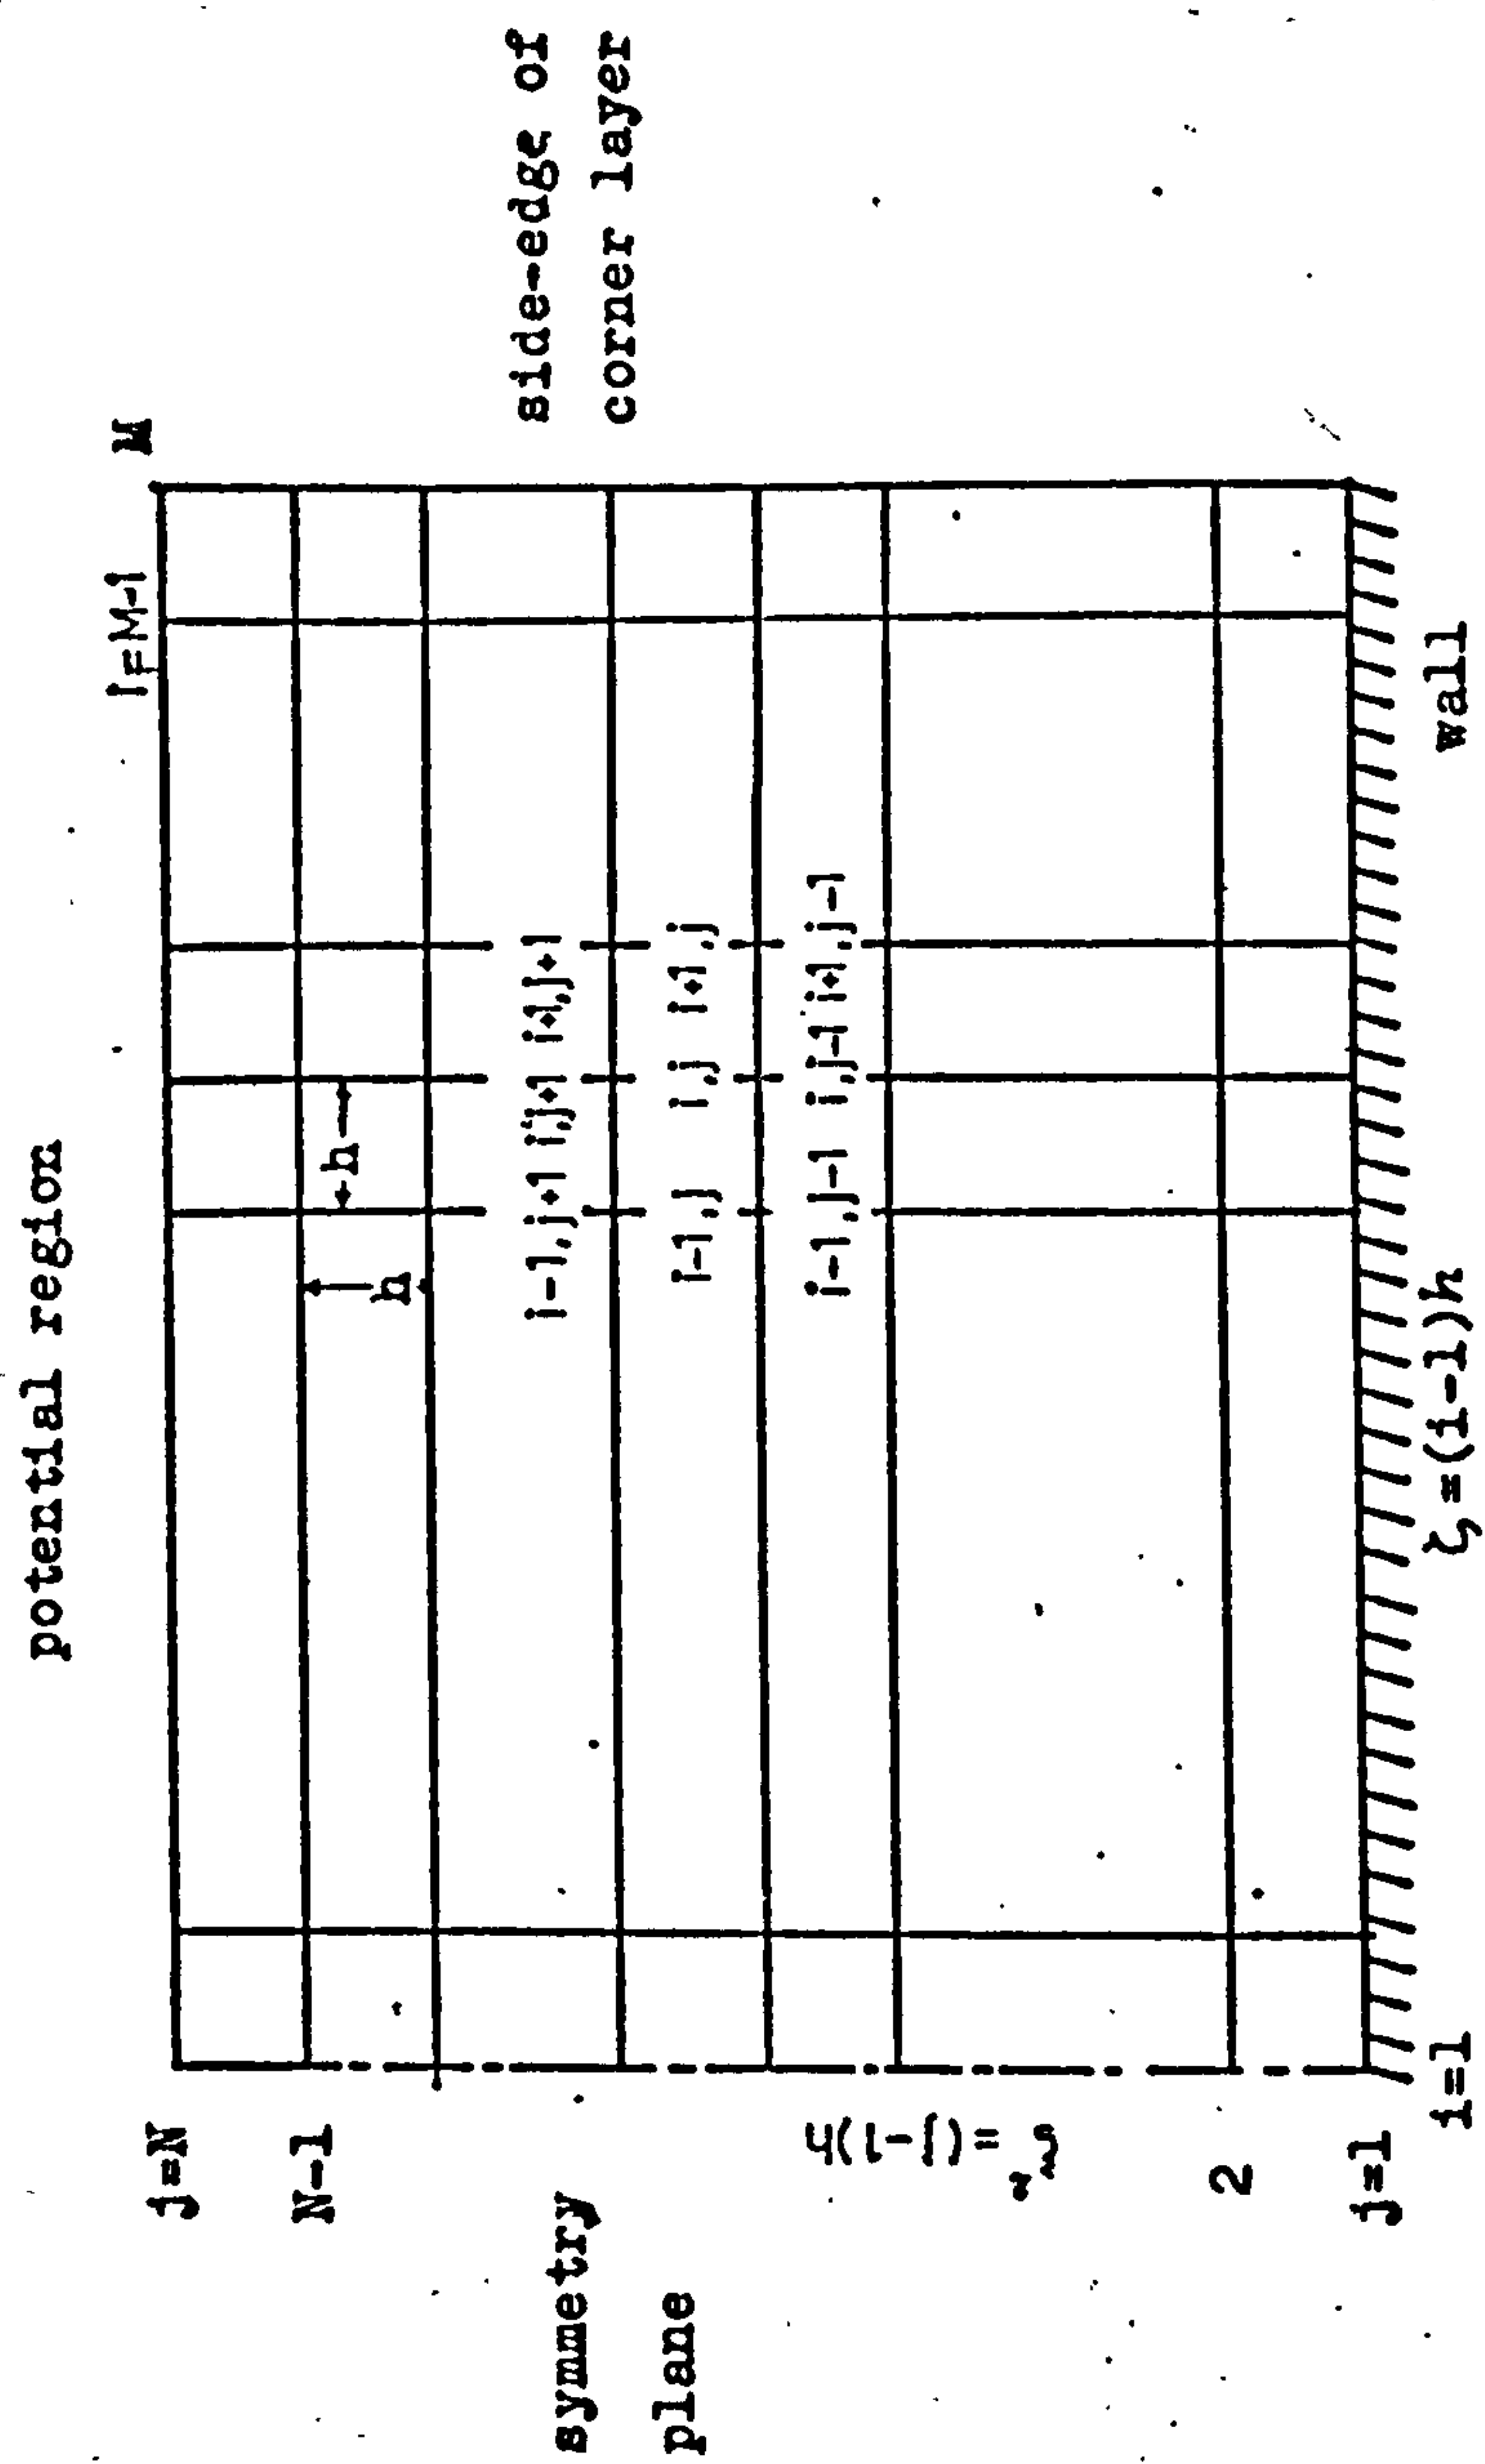 potential region
i=M-1 M
j=N
N-1
h
h
side-edge of
corner layer
symmetry
plane
i-1,j+1 i,j+1 i+1,j+1
i-1,j i,j i+1,j
i-1,j-1 i,j-1 i+1,j-1
=(j-1)h
2
j=1
i=1
ζ=(i-1)h
wall